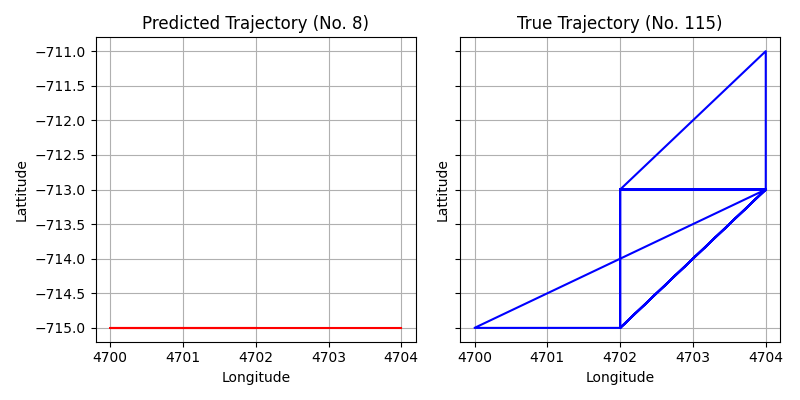 Predicted Trajectory (No. 8)
Lattitude
−711.0
−711.5
−712.0
−712.5
−713.0
−713.5
−714.0
−714.5
−715.0
4700 4701 4702 4703 4704
Longitude
True Trajectory (No. 115)
Lattitude
4700 4701 4702 4703 4704
Longitude